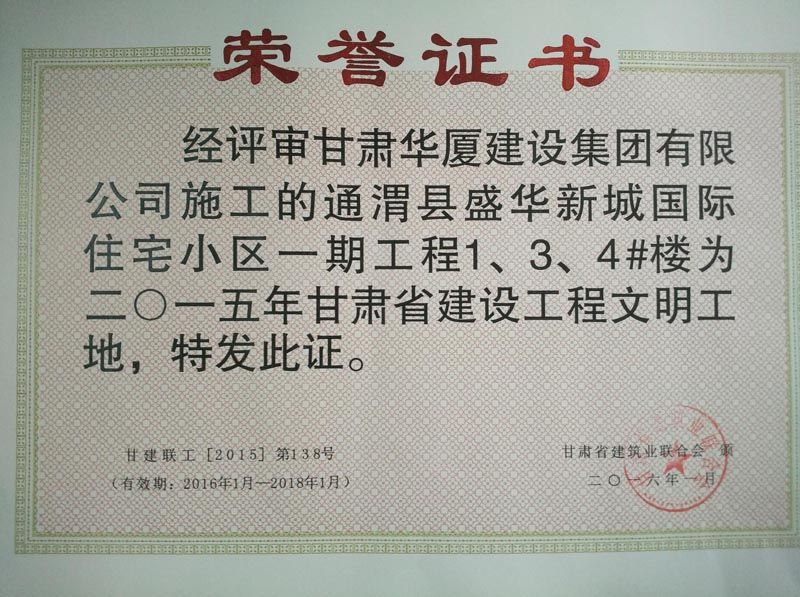 荣誉证书
经评审甘肃华厦建设集团有限
公司施工的通渭县盛华新城国际
住宅小区一期工程1、3、4#楼为
二〇一五年甘肃省建设工程文明工
地，特发此证。
甘建联工［2015］第138号
（有效期：2016年1月—2018年1月）
甘肃省建筑业联合会 颁
二〇一六年一月